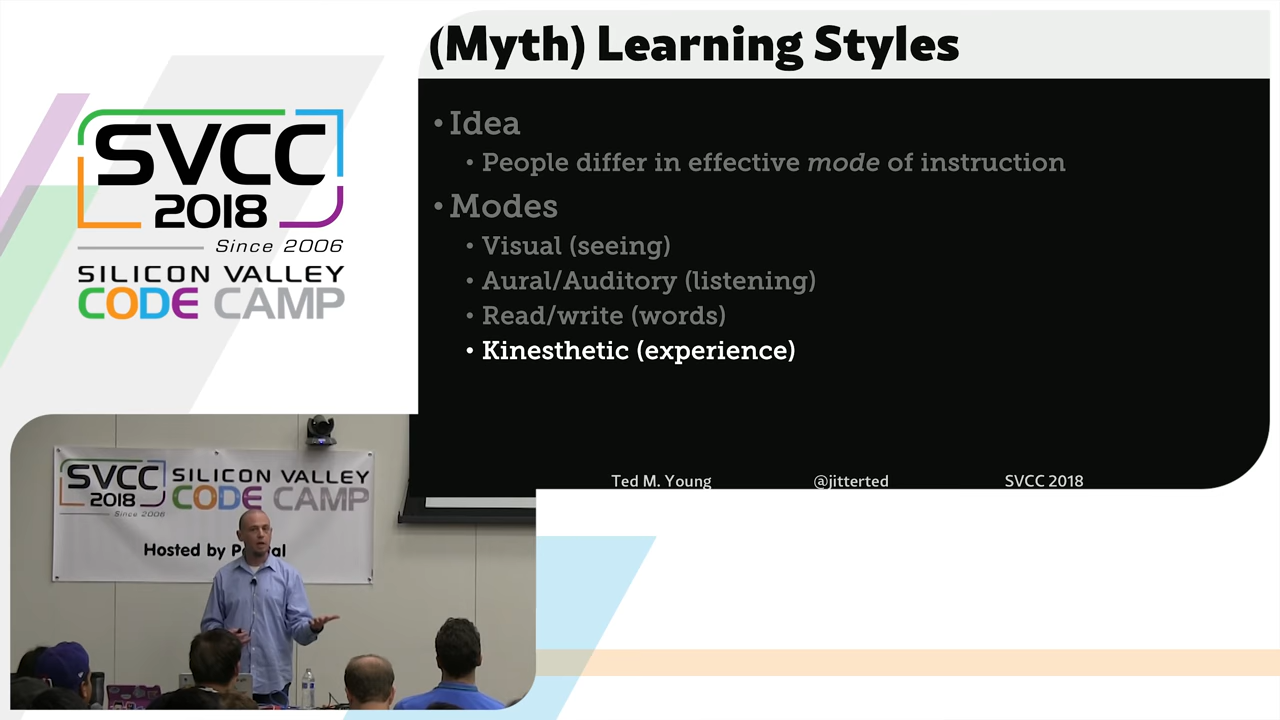 (Myth) Learning Styles
• Idea
• People differ in effective mode of instruction
• Modes
• Visual (seeing)
• Aural/Auditory (listening)
• Read/write (words)
• Kinesthetic (experience)
Ted M. Young @jitterted SVCC 2018
SVCC
2018
Since 2006
SILICON VALLEY
CODE CAMP
SVCC
2018
Since 2006
SILICON VALLEY
CODE CAMP
Hosted by